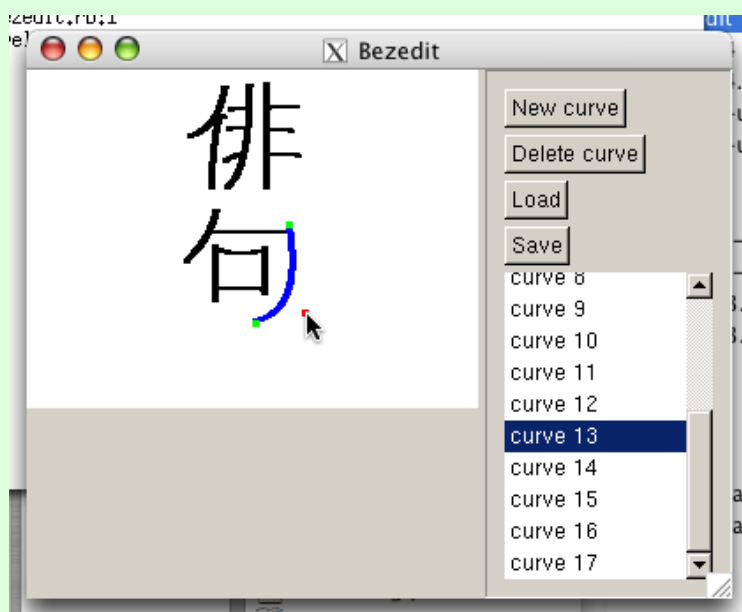 Bezedit
俳
句
New curve
Delete curve
Load
Save
curve 8
curve 9
curve 10
curve 11
curve 12
curve 13
curve 14
curve 15
curve 16
curve 17